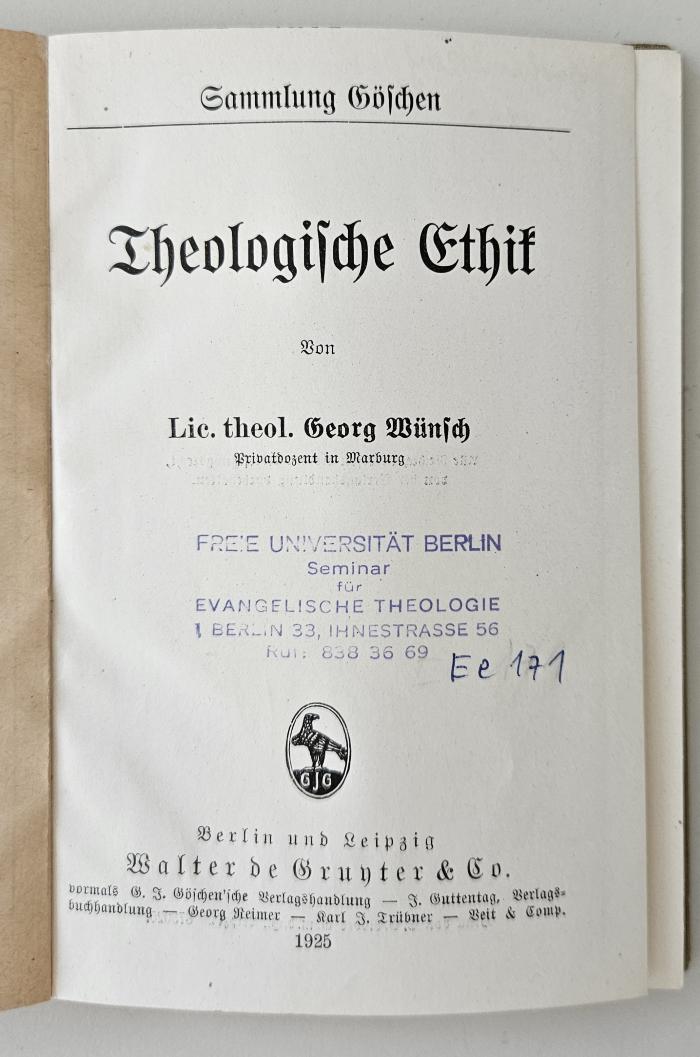 Sammlung Göschen
Theologische Ethik
Von
Lic. theol. Georg Wünsch
Privatdozent in Marburg
FREIE UNIVERSITÄT BERLIN
Seminar
für
EVANGELISCHE THEOLOGIE
1 BERLIN 33, IHNESTRASSE 56
Ruf: 838 36 69
Ee 171
GJG
Berlin und Leipzig
Walter de Gruyter & Co.
vormals G. J. Göschen'sche Verlagshandlung — J. Guttentag, Verlags-
buchhandlung — Georg Reimer — Karl J. Trübner — Veit & Comp.
1925